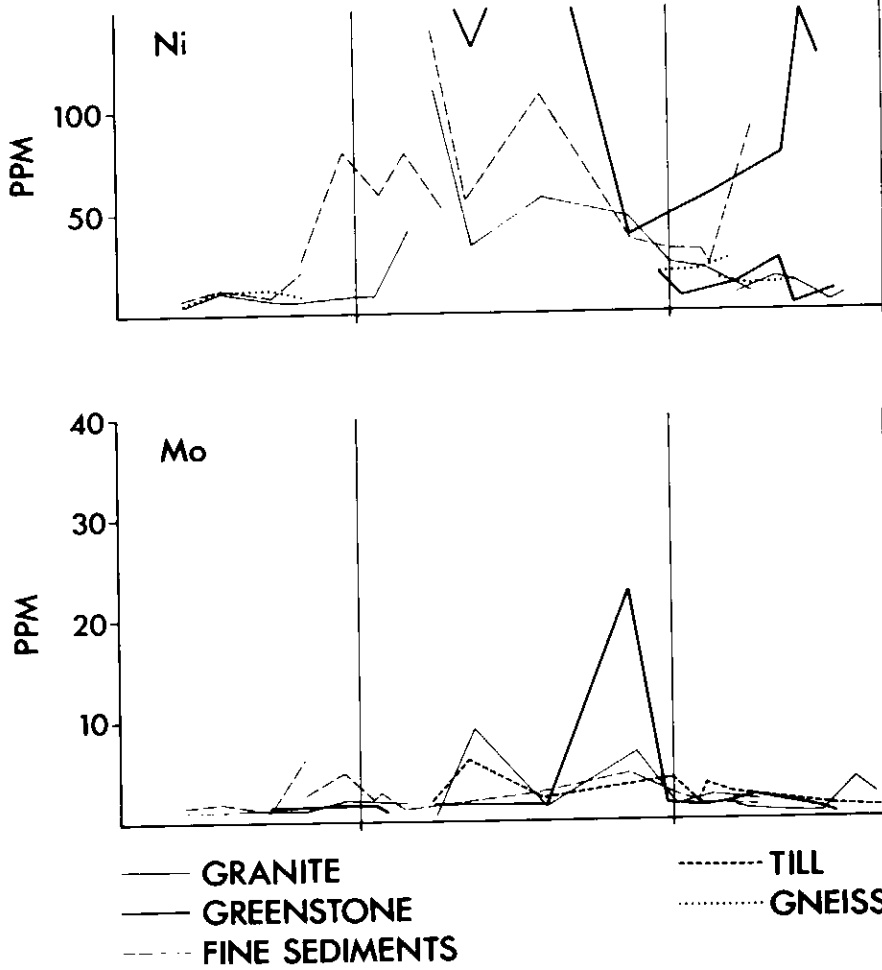 Ni
100
PPM
50
40
Mo
30
PPM
20
10
GRANITE
TILL
GREENSTONE
GNEISS
FINE SEDIMENTS